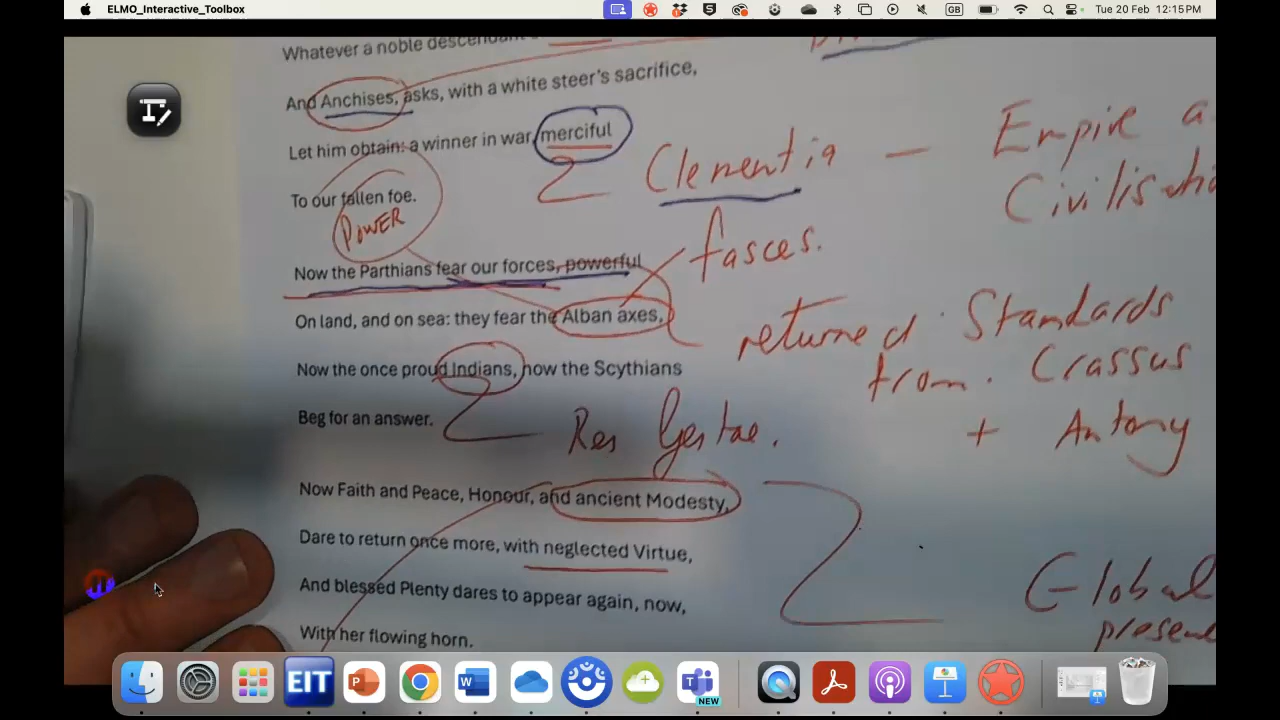 ELMO_Interactive_Toolbox
GB
Tue 20 Feb 12:15 PM
Whatever a noble descendant
And Anchises, asks, with a white steer's sacrifice,
Let him obtain: a winner in war, merciful
To our fallen foe.
POWER
Clementia — Empire a
Civilisatio
fasces.
Now the Parthians fear our forces, powerful
On land, and on sea: they fear the Alban axes,
returned Standards
from Crassus
+ Antony
Now the once proud Indians, now the Scythians
Beg for an answer.
Res Gestae.
Now Faith and Peace, Honour, and ancient Modesty,
Dare to return once more, with neglected Virtue,
And blessed Plenty dares to appear again, now,
With her flowing horn.
Global
presen
EIT
NEW